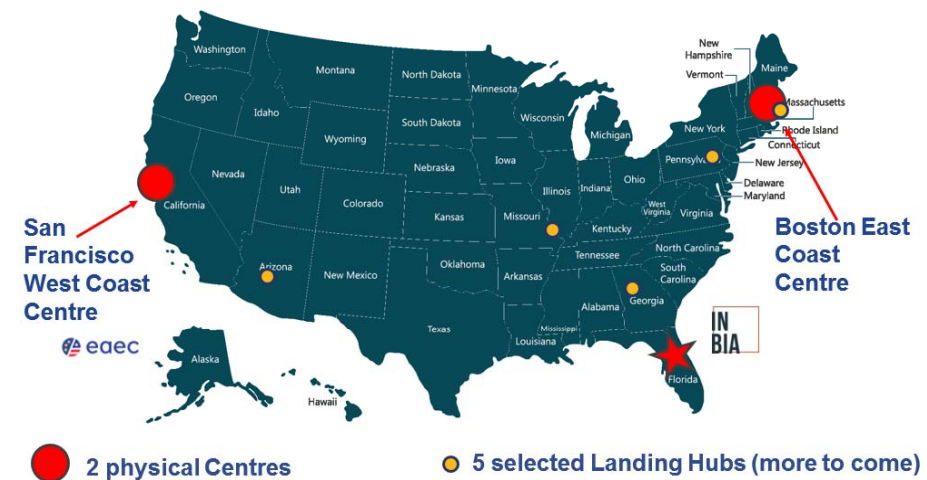 Washington
Montana
North Dakota
Minnesota
New
Hampshire
Vermont
Maine
Oregon
Idaho
South Dakota
Wisconsin
Massachusetts
Wyoming
Michigan
New York
Rhode Island
Connecticut
Nevada
Nebraska
Iowa
Pennsylva
New Jersey
Utah
Colorado
Illinois
Indiana
Ohio
Delaware
Maryland
California
Kansas
Missouri
West
Virginia
Virginia
Kentucky
San
Francisco
West Coast
Centre
Boston East
Coast
Centre
Arizona
New Mexico
Oklahoma
Arkansas
Tennessee
North Carolina
South
Carolina
Alabama
Georgia
Texas
Mississippi
Louisiana
IN
BIA
eaec
Alaska
Hawaii
Florida
2 physical Centres
5 selected Landing Hubs (more to come)